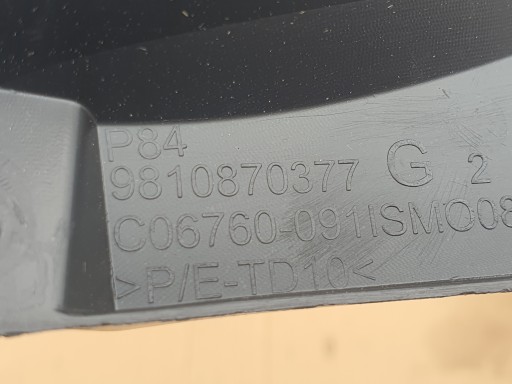 P84
9810870377 G 2
C06760-091ISMO08
>P/E-TD10<